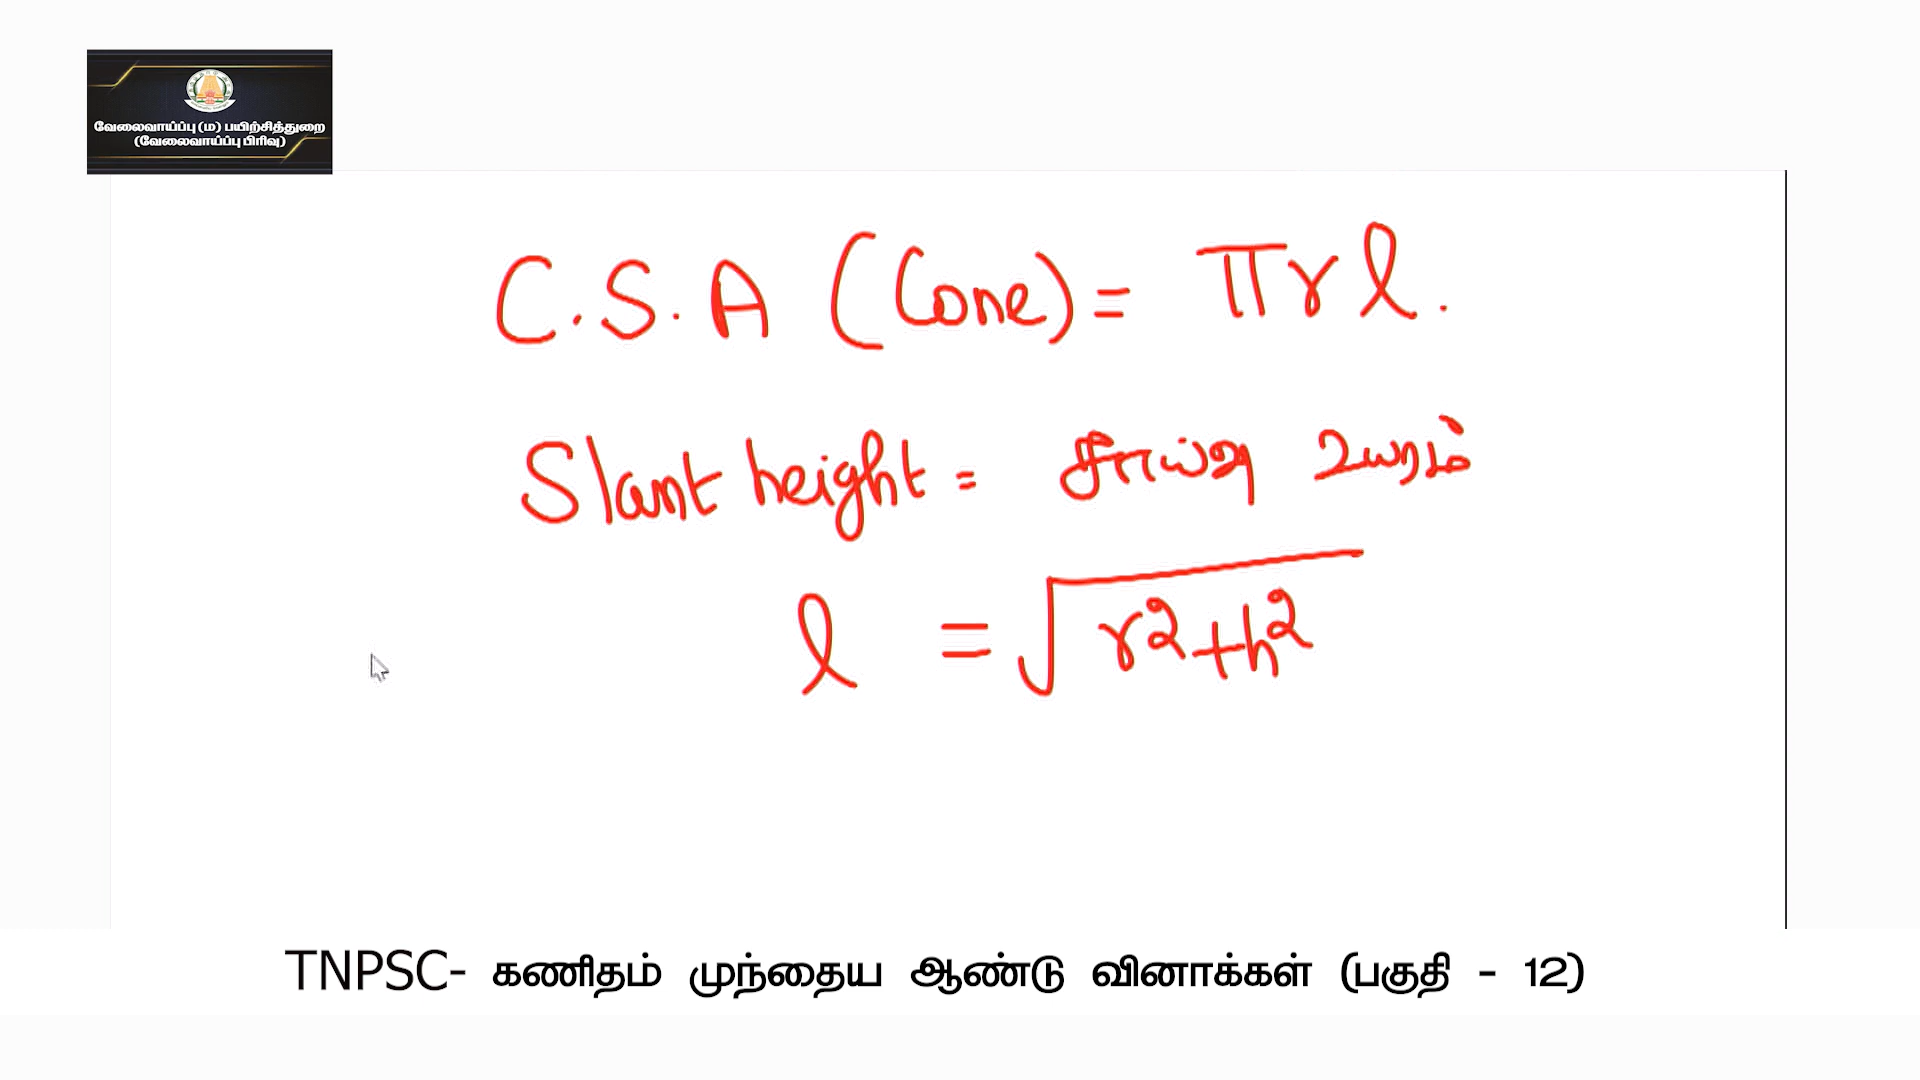 வேலைவாய்ப்பு (ம) பயிற்சித்துறை
(வேலைவாய்ப்பு பிரிவு)
C.S.A (Cone) = πrl.
Slant height = சாய்வு உயரம்
l = √r²+h²
TNPSC- கணிதம் முந்தைய ஆண்டு வினாக்கள் (பகுதி - 12)